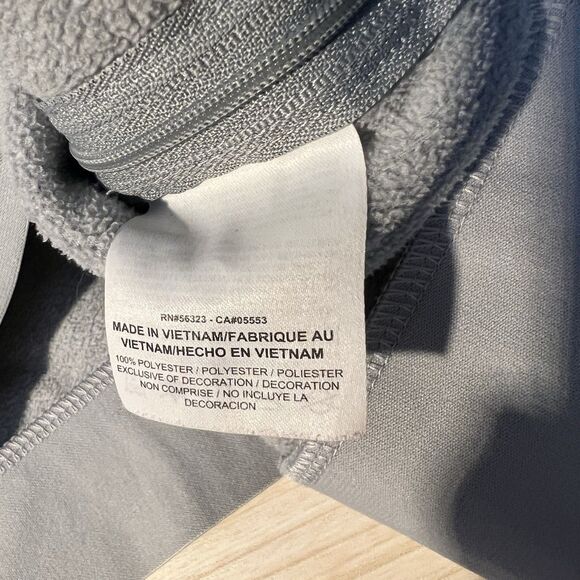 RN#56323 - CA#05553
MADE IN VIETNAM/FABRIQUE AU
VIETNAM/HECHO EN VIETNAM
100% POLYESTER / POLYESTER / POLIESTER
EXCLUSIVE OF DECORATION / DECORATION
NON COMPRISE / NO INCLUYE LA
DECORACION